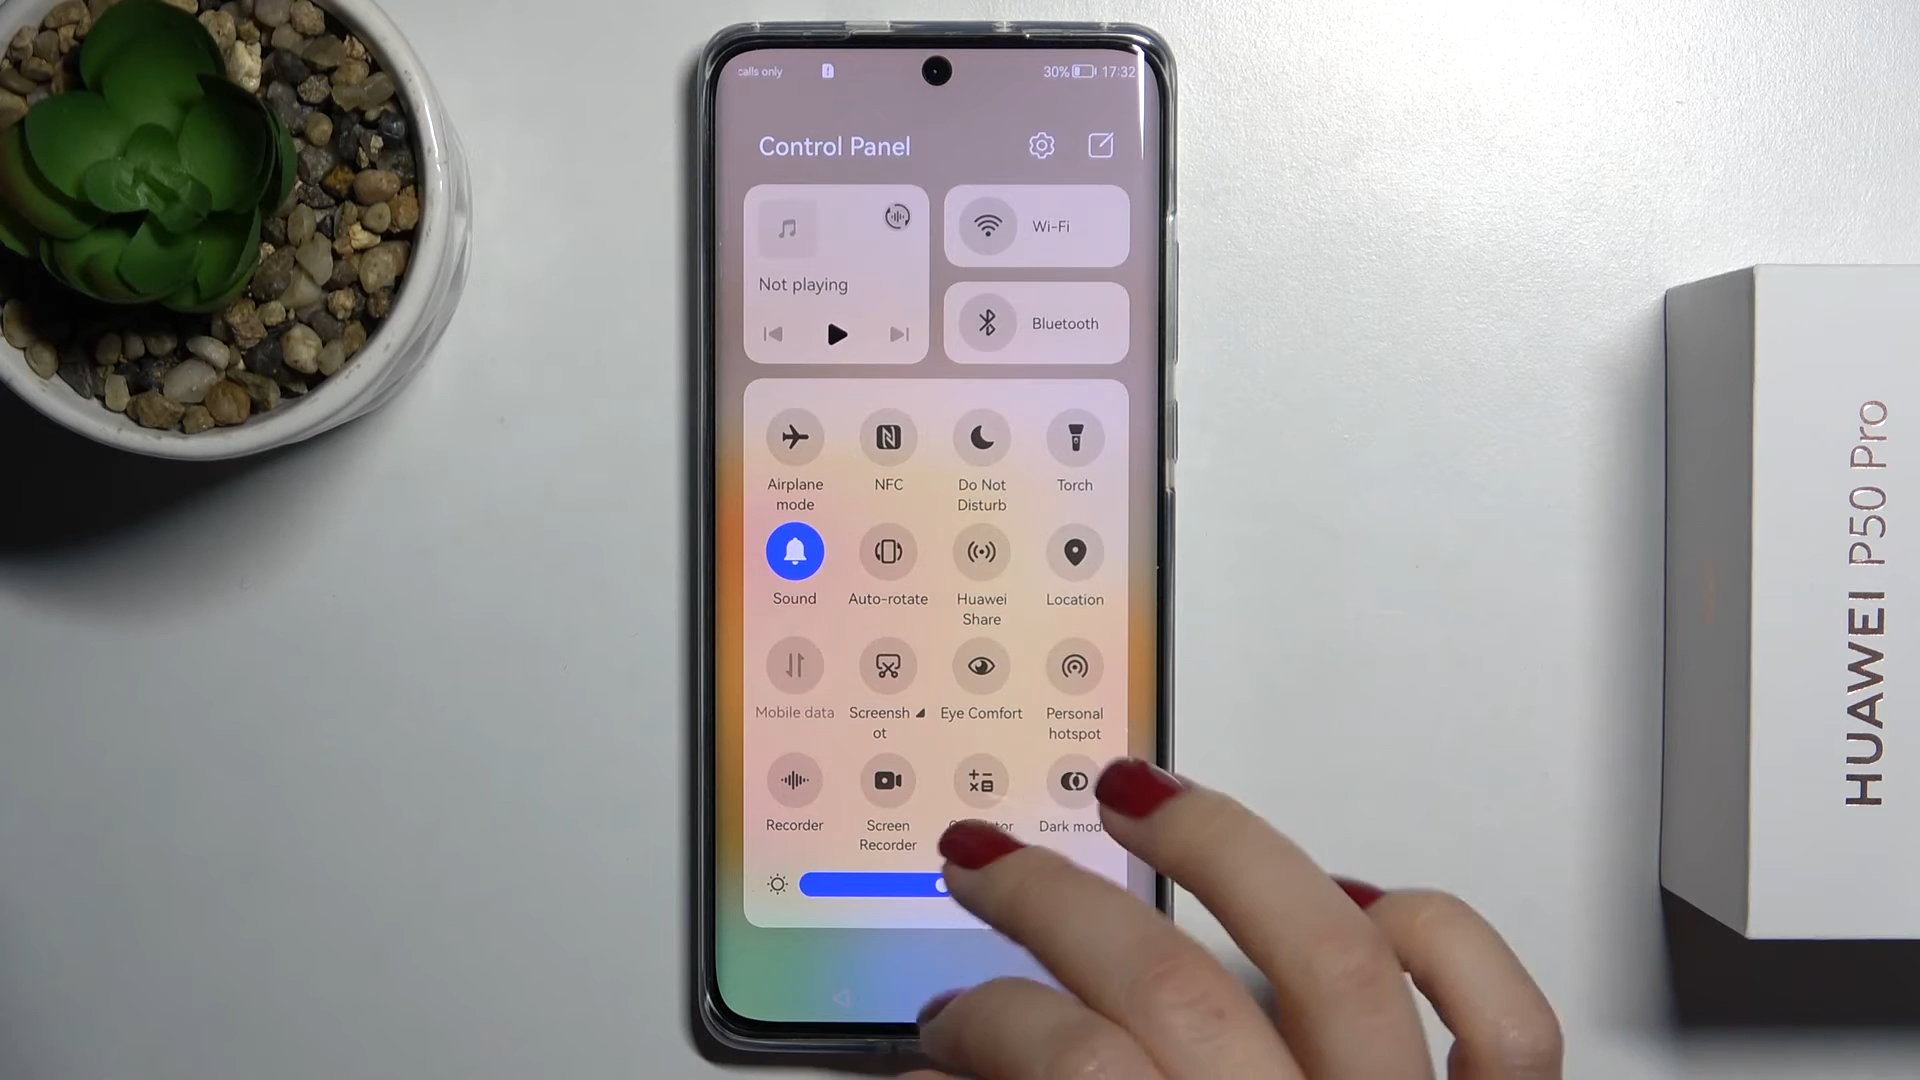 calls only 30% 17:32
Control Panel
Not playing
Wi-Fi
Bluetooth
Airplane mode
NFC
Do Not Disturb
Torch
Sound
Auto-rotate
Huawei Share
Location
Mobile data
Screensh
ot
Eye Comfort
Personal hotspot
Recorder
Screen Recorder
Dark mode
HUAWEI P50 Pro